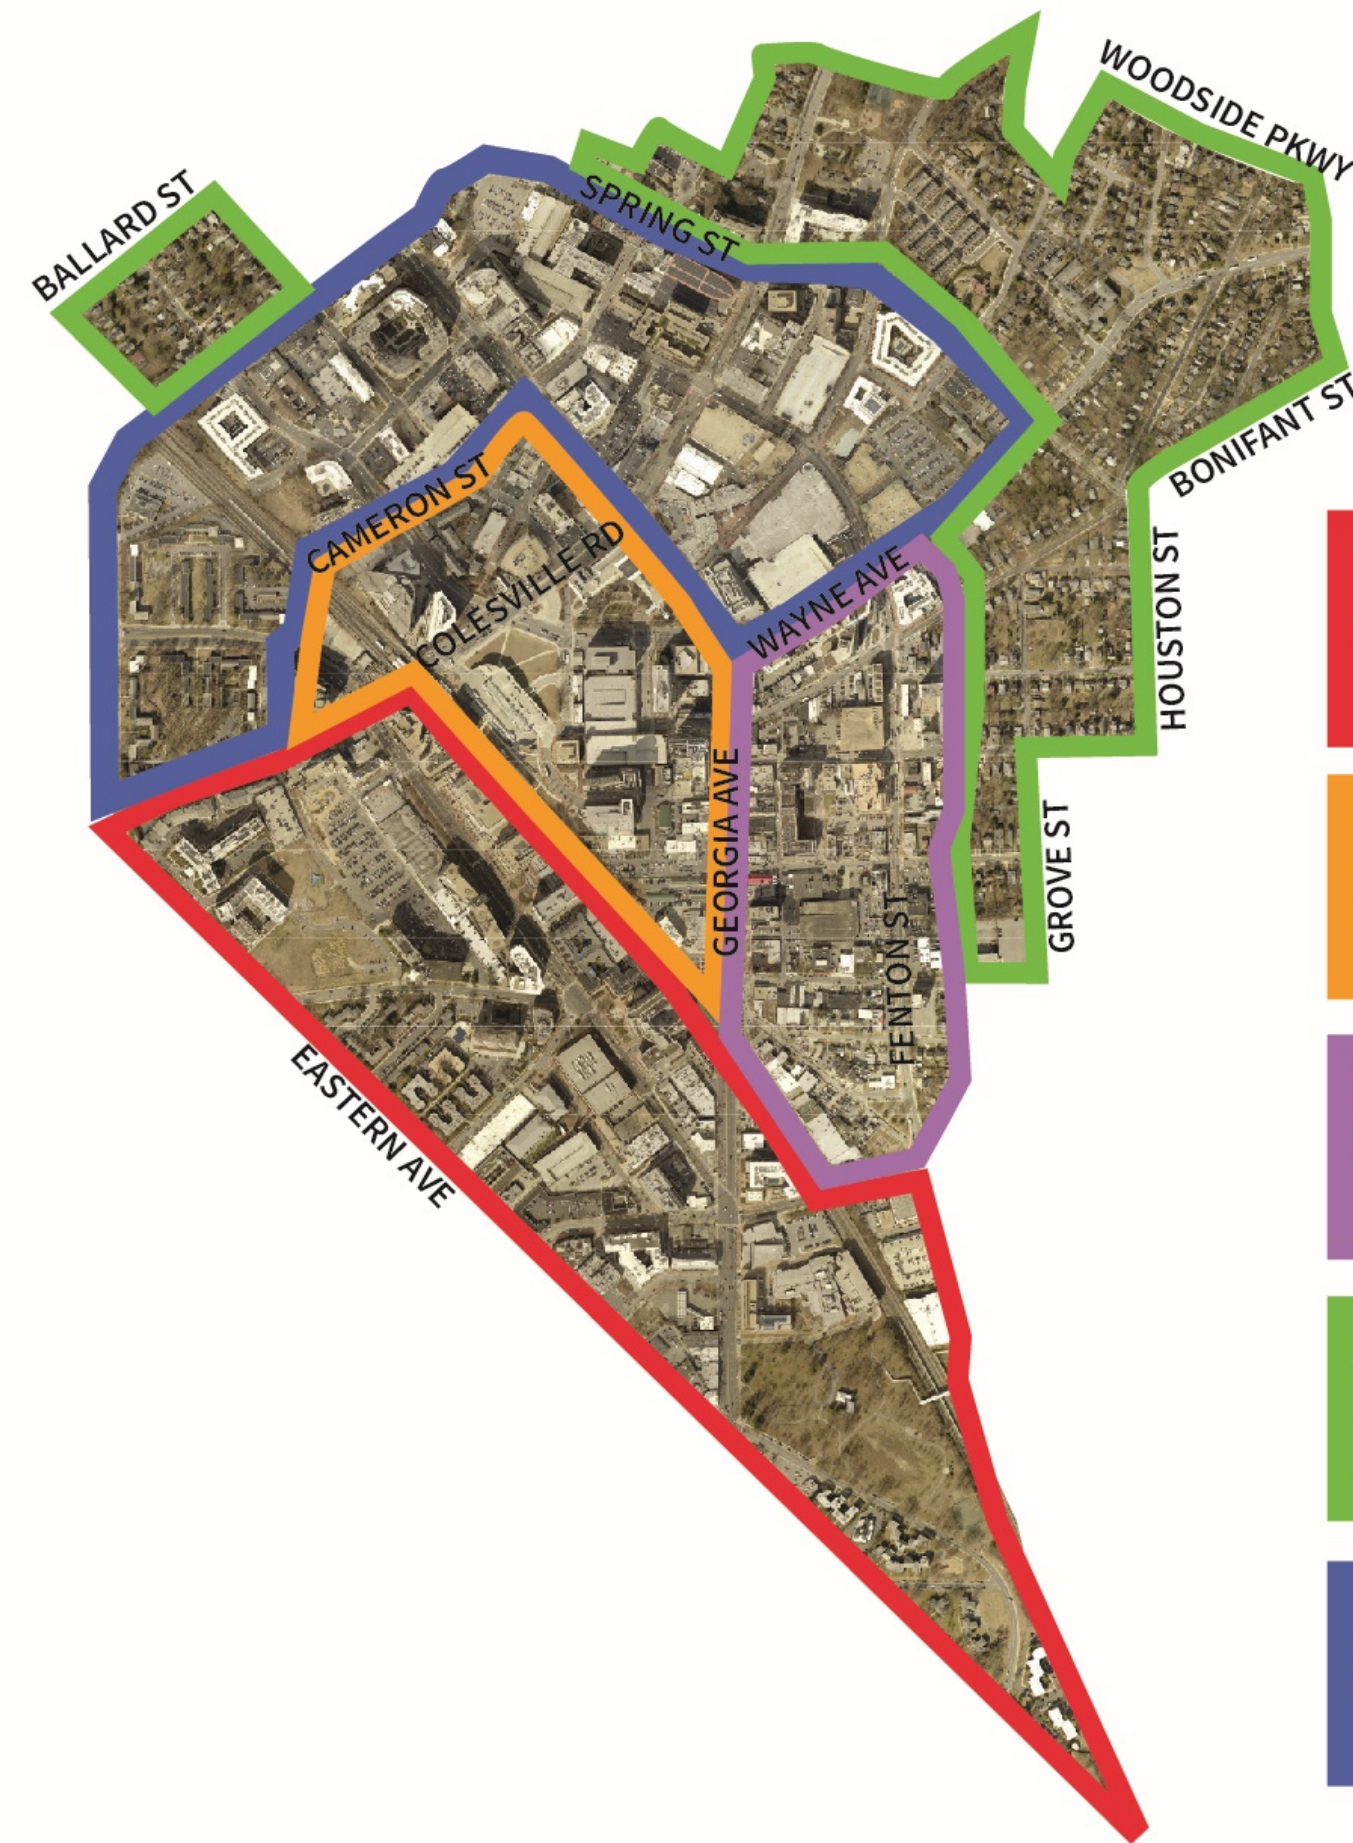 WOODSIDE PKWY
BALLARD ST
SPRING ST
BONIFANT ST
CAMERON ST
COLESVILLE RD
WAYNE AVE
HOUSTON ST
GEORGIA AVE
GROVE ST
FENTON ST
EASTERN AVE